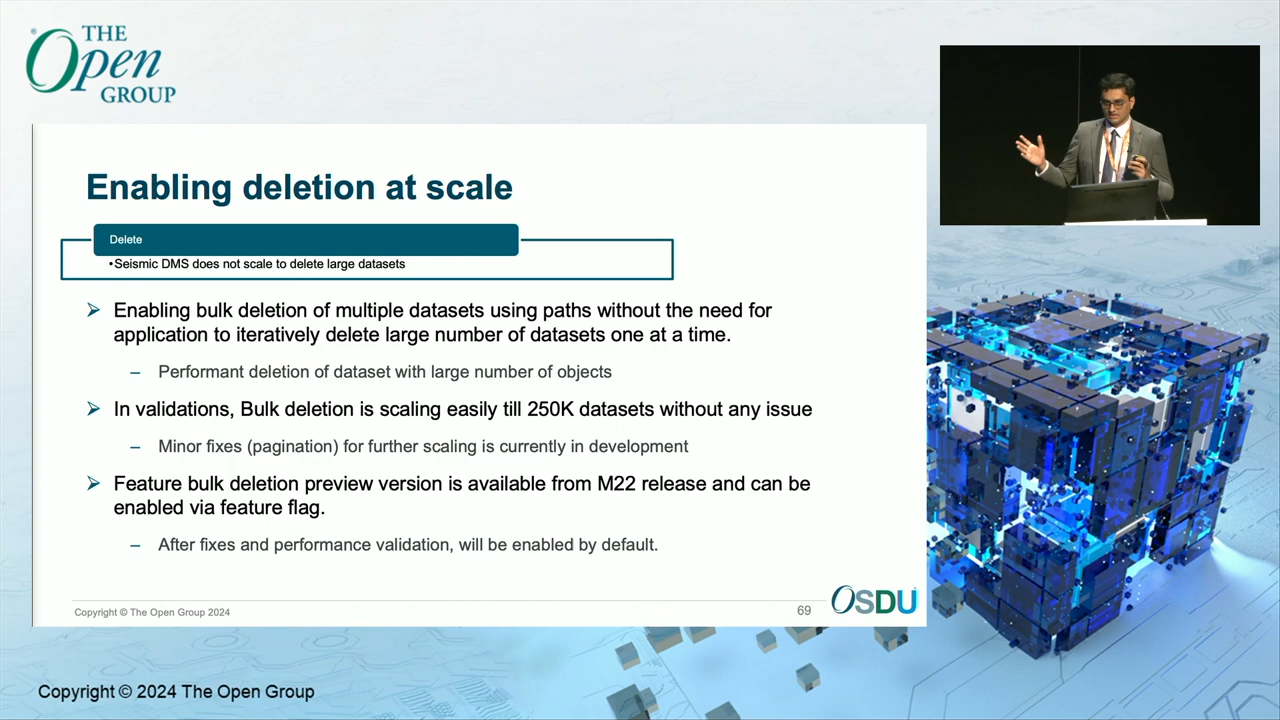 THE
Open
GROUP
Enabling deletion at scale
Delete
•Seismic DMS does not scale to delete large datasets
➢ Enabling bulk deletion of multiple datasets using paths without the need for
application to iteratively delete large number of datasets one at a time.
– Performant deletion of dataset with large number of objects
➢ In validations, Bulk deletion is scaling easily till 250K datasets without any issue
– Minor fixes (pagination) for further scaling is currently in development
➢ Feature bulk deletion preview version is available from M22 release and can be
enabled via feature flag.
– After fixes and performance validation, will be enabled by default.
Copyright © The Open Group 2024
69
OSDU
Copyright © 2024 The Open Group